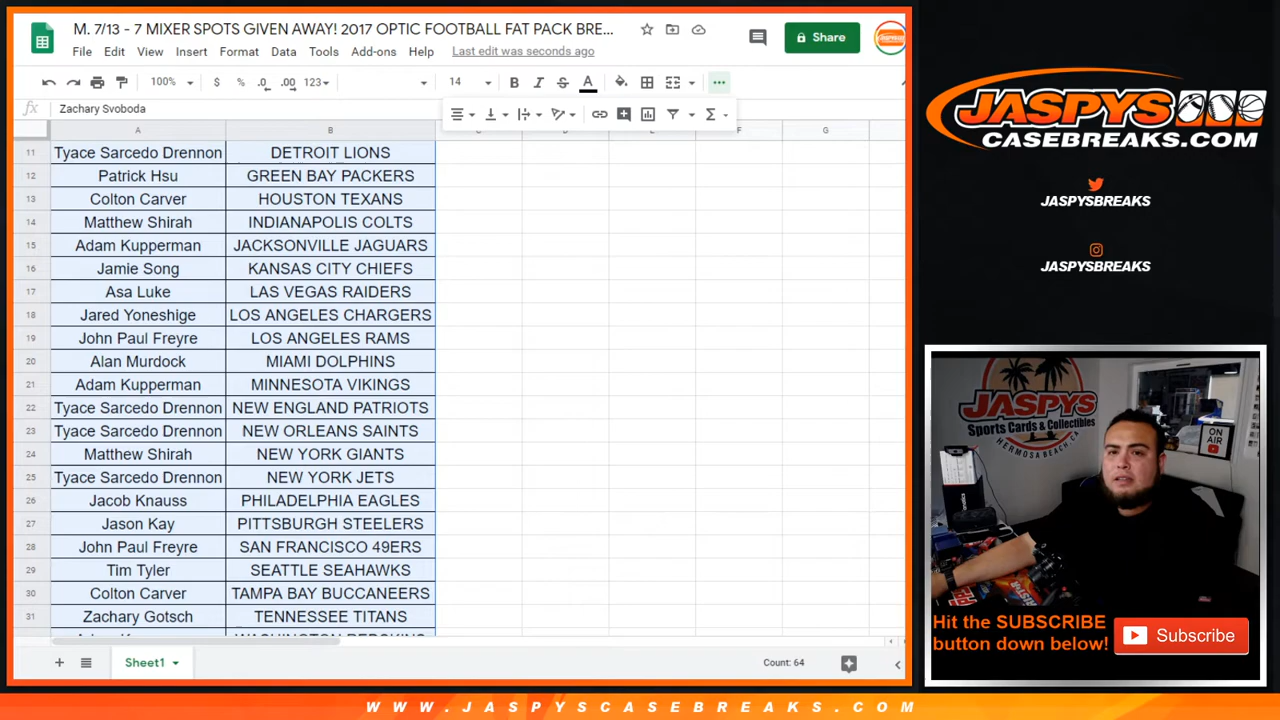 M. 7/13 - 7 MIXER SPOTS GIVEN AWAY! 2017 OPTIC FOOTBALL FAT PACK BRE...
Share
File Edit View Insert Format Data Tools Add-ons Help Last edit was seconds ago
100% $ % .0 .00 123 14 B I S A
fx Zachary Svoboda
A B C D E F G
11 Tyace Sarcedo Drennon DETROIT LIONS
12 Patrick Hsu GREEN BAY PACKERS
13 Colton Carver HOUSTON TEXANS
14 Matthew Shirah INDIANAPOLIS COLTS
15 Adam Kupperman JACKSONVILLE JAGUARS
16 Jamie Song KANSAS CITY CHIEFS
17 Asa Luke LAS VEGAS RAIDERS
18 Jared Yoneshige LOS ANGELES CHARGERS
19 John Paul Freyre LOS ANGELES RAMS
20 Alan Murdock MIAMI DOLPHINS
21 Adam Kupperman MINNESOTA VIKINGS
22 Tyace Sarcedo Drennon NEW ENGLAND PATRIOTS
23 Tyace Sarcedo Drennon NEW ORLEANS SAINTS
24 Matthew Shirah NEW YORK GIANTS
25 Tyace Sarcedo Drennon NEW YORK JETS
26 Jacob Knauss PHILADELPHIA EAGLES
27 Jason Kay PITTSBURGH STEELERS
28 John Paul Freyre SAN FRANCISCO 49ERS
29 Tim Tyler SEATTLE SEAHAWKS
30 Colton Carver TAMPA BAY BUCCANEERS
31 Zachary Gotsch TENNESSEE TITANS
Sheet1
Count: 64
JASPYS
CASEBREAKS.COM
JASPYSBREAKS
JASPYSBREAKS
JASPYS
Sports Cards & Collectibles
HERMOSA BEACH, CA
ON AIR
Hit the SUBSCRIBE
button down below!
Subscribe
WWW.JASPYSCASEBREAKS.COM